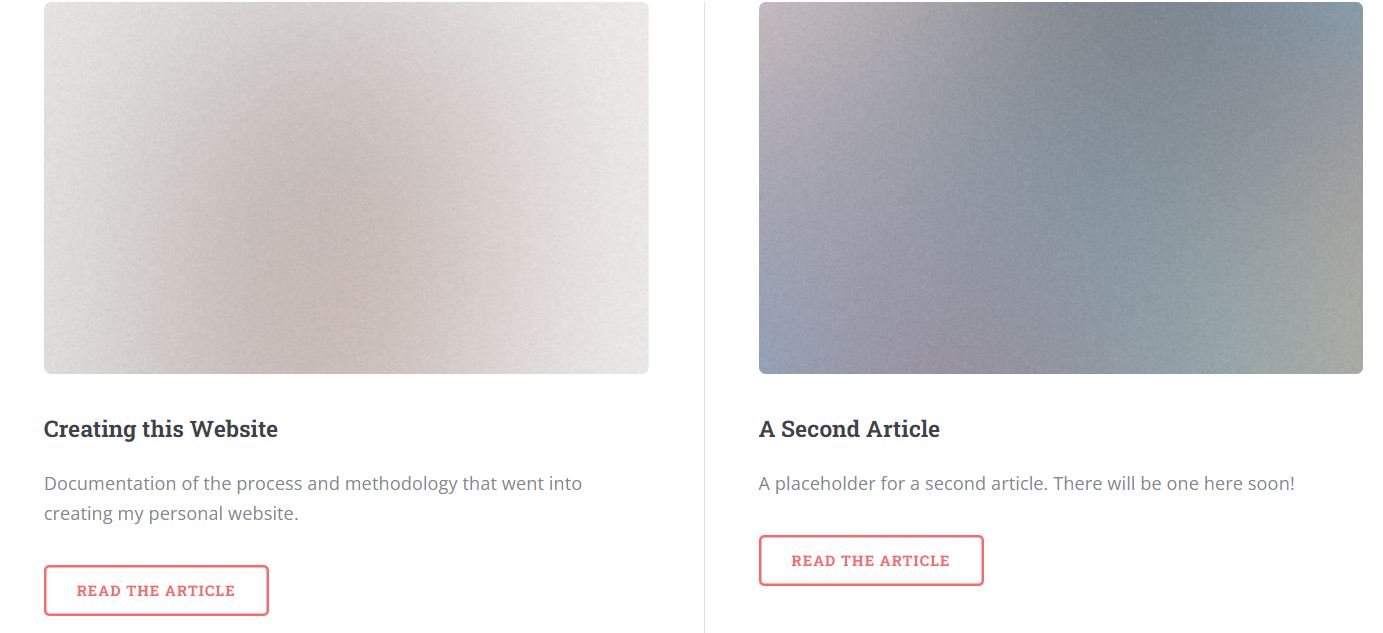 Creating this Website
Documentation of the process and methodology that went into
creating my personal website.
READ THE ARTICLE
A Second Article
A placeholder for a second article. There will be one here soon!
READ THE ARTICLE